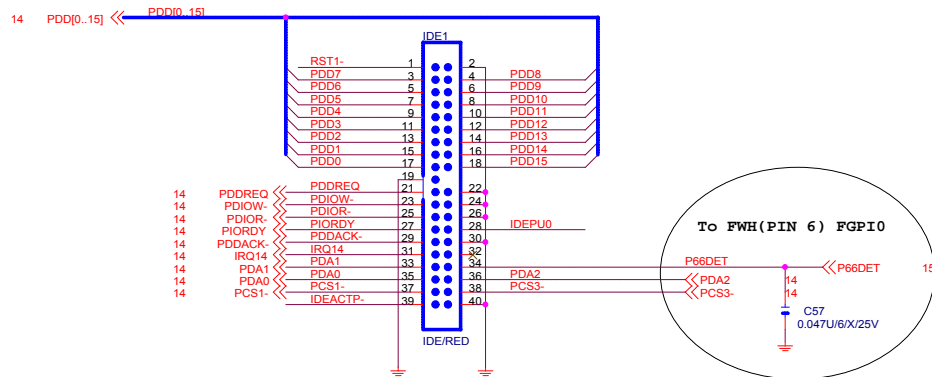 14 PDD[0..15] PDD[0..15]
IDE1
RST1- 1 2
PDD7 3 4 PDD8
PDD6 5 6 PDD9
PDD5 7 8 PDD10
PDD4 9 10 PDD11
PDD3 11 12 PDD12
PDD2 13 14 PDD13
PDD1 15 16 PDD14
PDD0 17 18 PDD15
19
14 PDDREQ PDDREQ 21 22
14 PDIOW- PDIOW- 23 24
14 PDIOR- PDIOR- 25 26
14 PIORDY PIORDY 27 28 IDEPU0
14 PDDACK- PDDACK- 29 30
14 IRQ14 IRQ14 31 32
14 PDA1 PDA1 33 34 P66DET P66DET 15
14 PDA0 PDA0 35 36 PDA2 PDA2 14
14 PCS1- PCS1- 37 38 PCS3- PCS3- 14
IDEACTP- 39 40
IDE/RED
To FWH(PIN 6) FGPI0
C57
0.047U/6/X/25V